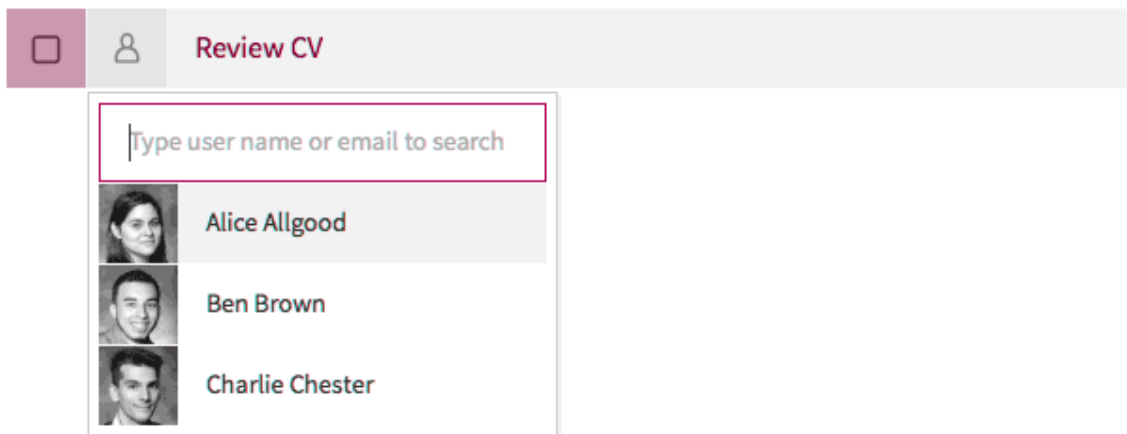 Review CV
Type user name or email to search
Alice Allgood
Ben Brown
Charlie Chester